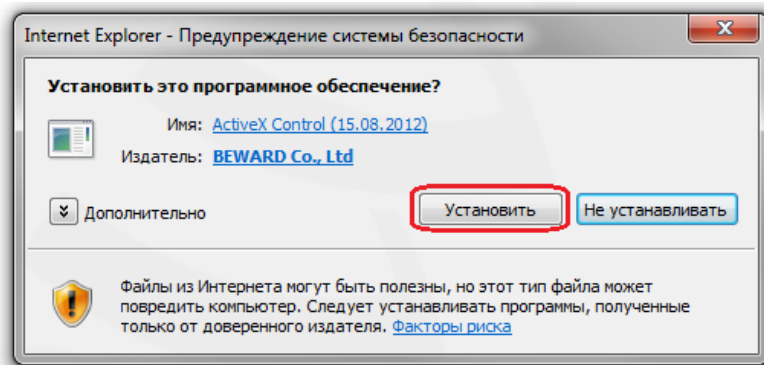 Internet Explorer - Предупреждение системы безопасности
Установить это программное обеспечение?
Имя: ActiveX Control (15.08.2012)
Издатель: BEWARD Co., Ltd
Дополнительно
Установить
Не устанавливать
Файлы из Интернета могут быть полезны, но этот тип файла может
повредить компьютер. Следует устанавливать программы, полученные
только от доверенного издателя. Факторы риска